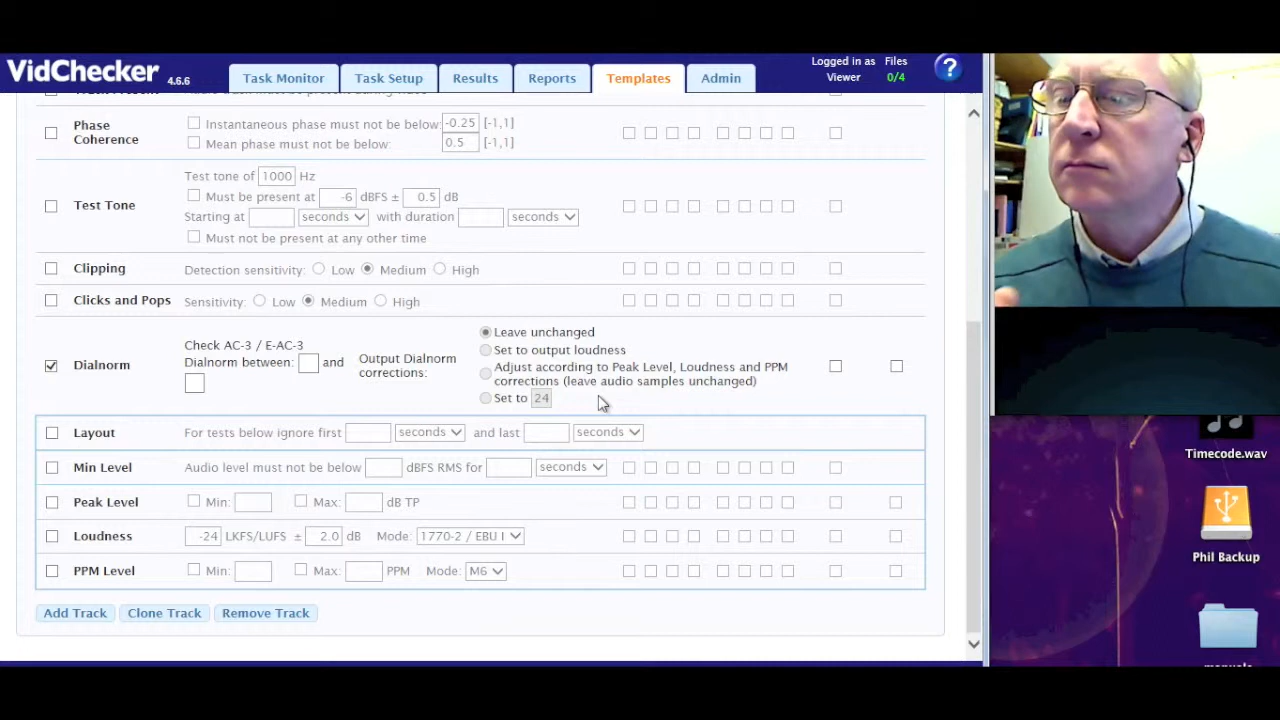 VidChecker 4.6.6
Task Monitor
Task Setup
Results
Reports
Templates
Admin
Logged in as
Viewer
Files
0/4
?
Phase
Coherence
Instantaneous phase must not be below: -0.25 [-1,1]
Mean phase must not be below: 0.5 [-1,1]
Test Tone
Test tone of 1000 Hz
Must be present at -6 dBFS ± 0.5 dB
Starting at seconds with duration seconds
Must not be present at any other time
Clipping
Detection sensitivity: Low Medium High
Clicks and Pops
Sensitivity: Low Medium High
Dialnorm
Check AC-3 / E-AC-3
Dialnorm between: and
Output Dialnorm
corrections:
Leave unchanged
Set to output loudness
Adjust according to Peak Level, Loudness and PPM
corrections (leave audio samples unchanged)
Set to 24
Layout For tests below ignore first seconds and last seconds
Min Level Audio level must not be below dBFS RMS for seconds
Peak Level Min: Max: dB TP
Loudness -24 LKFS/LUFS ± 2.0 dB Mode: 1770-2 / EBU
PPM Level Min: Max: PPM Mode: M6
Add Track
Clone Track
Remove Track
Timecode.wav
Phil Backup